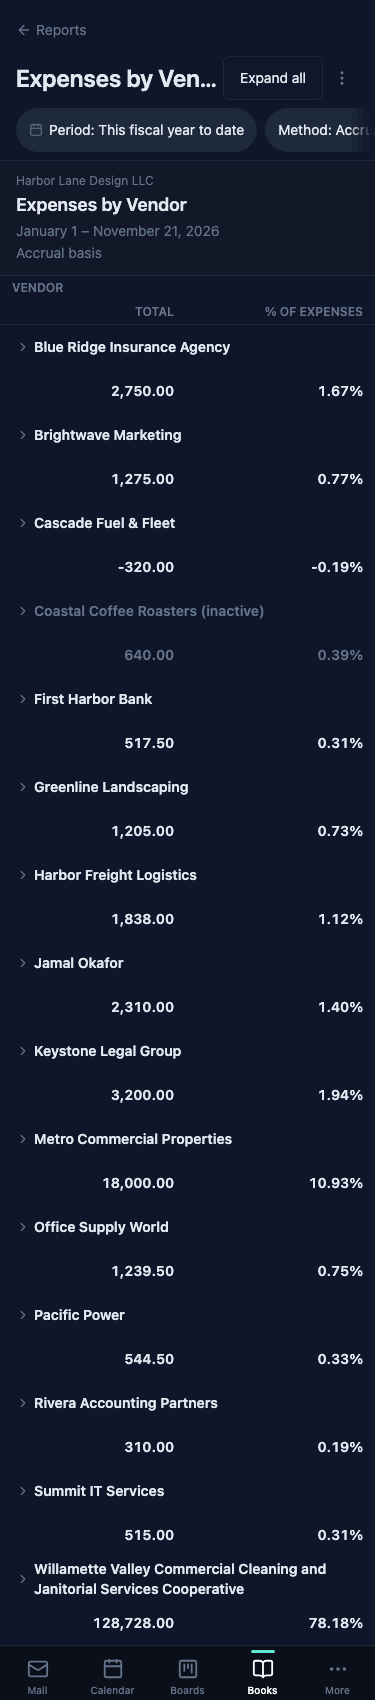 Reports
Expenses by Ven... Expand all
Period: This fiscal year to date Method: Accru
Harbor Lane Design LLC
Expenses by Vendor
January 1 – November 21, 2026
Accrual basis
VENDOR
TOTAL % OF EXPENSES
Blue Ridge Insurance Agency
2,750.00 1.67%
Brightwave Marketing
1,275.00 0.77%
Cascade Fuel & Fleet
-320.00 -0.19%
Coastal Coffee Roasters (inactive)
640.00 0.39%
First Harbor Bank
517.50 0.31%
Greenline Landscaping
1,205.00 0.73%
Harbor Freight Logistics
1,838.00 1.12%
Jamal Okafor
2,310.00 1.40%
Keystone Legal Group
3,200.00 1.94%
Metro Commercial Properties
18,000.00 10.93%
Office Supply World
1,239.50 0.75%
Pacific Power
544.50 0.33%
Rivera Accounting Partners
310.00 0.19%
Summit IT Services
515.00 0.31%
Willamette Valley Commercial Cleaning and
Janitorial Services Cooperative
128,728.00 78.18%
Mail Calendar Boards Books More